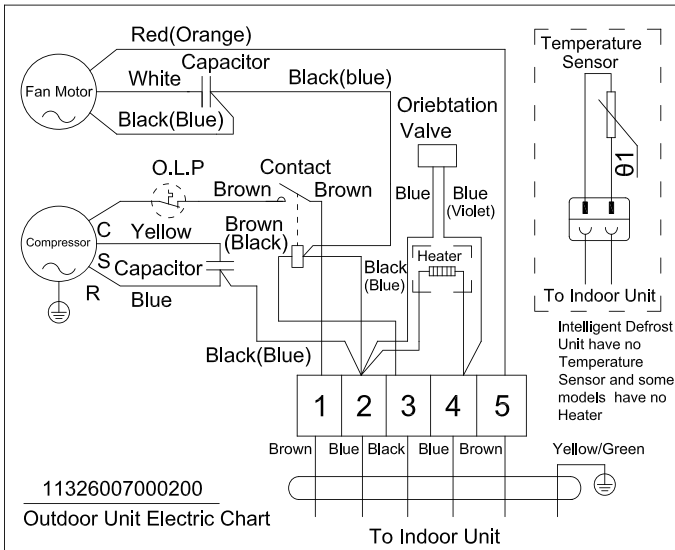 Red(Orange)
Fan Motor
White
Capacitor
Black(blue)
Black(Blue)
Oriebtation
Valve
Temperature
Sensor
θ1
To Indoor Unit
O.L.P
Contact
Brown
Brown
Blue
Blue
(Violet)
Compressor
C
Yellow
S
Capacitor
R
Blue
Brown
(Black)
Black
(Blue)
Heater
Black(Blue)
Intelligent Defrost
Unit have no
Temperature
Sensor and some
models have no
Heater
1 2 3 4 5
Brown Blue Black Blue Brown
Yellow/Green
11326007000200
Outdoor Unit Electric Chart
To Indoor Unit